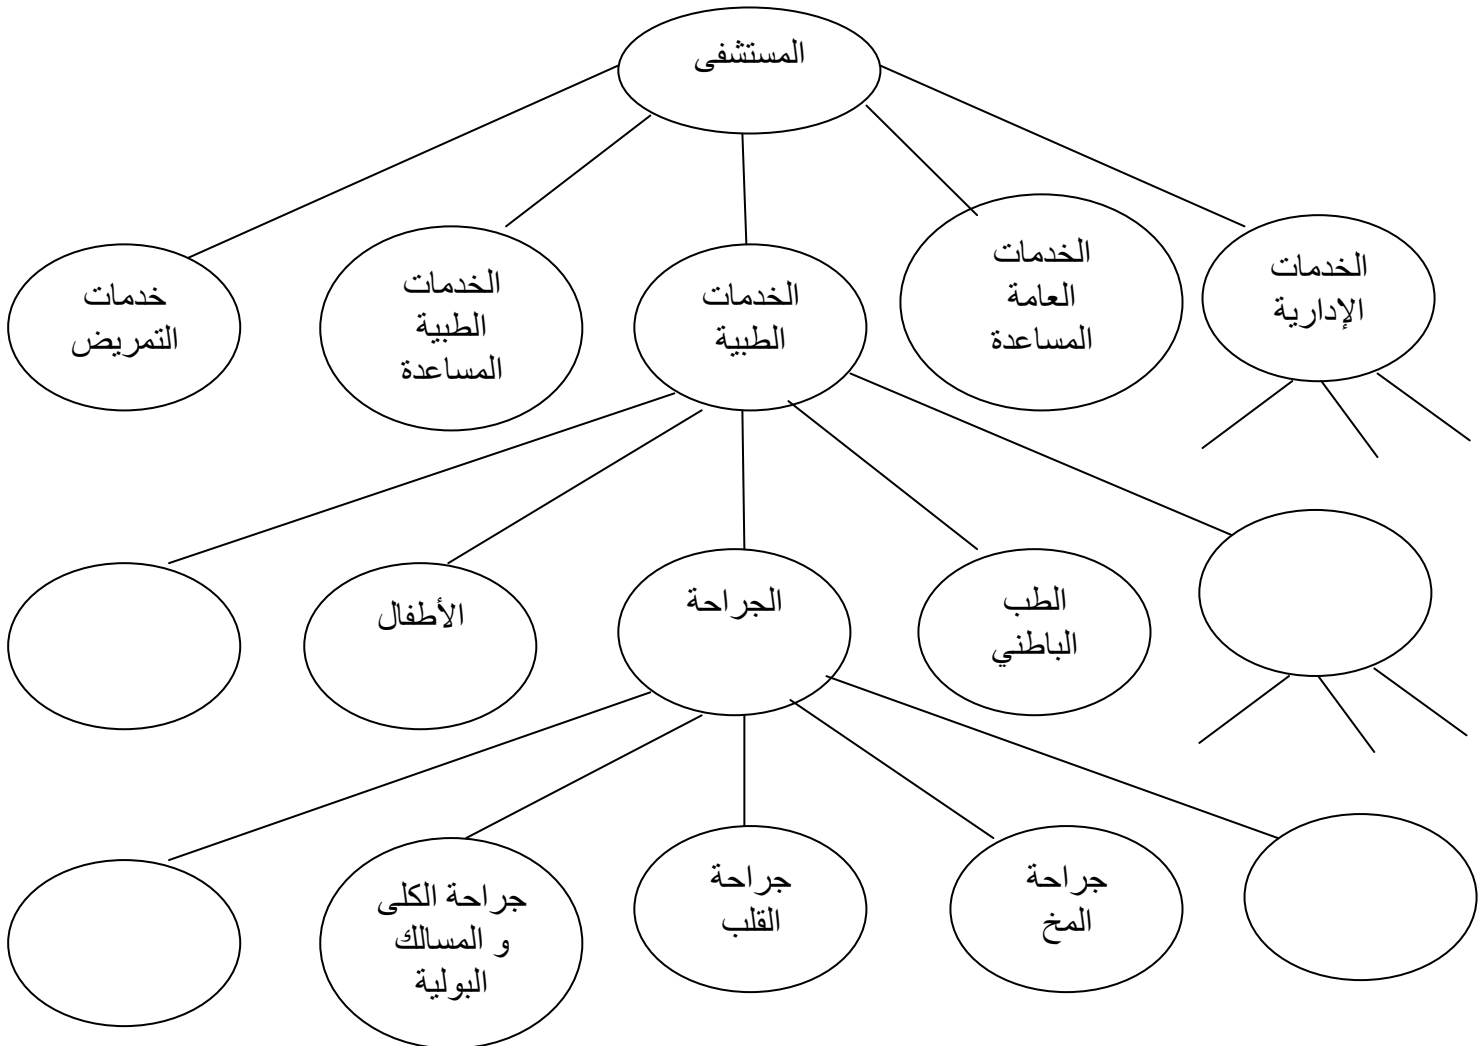 المستشفى
الخدمات
الإدارية
الخدمات
العامة
المساعدة
الخدمات
الطبية
الخدمات
الطبية
المساعدة
خدمات
التمريض
الطب
الباطني
الجراحة
الأطفال
جراحة
المخ
جراحة
القلب
جراحة الكلى
و المسالك
البولية